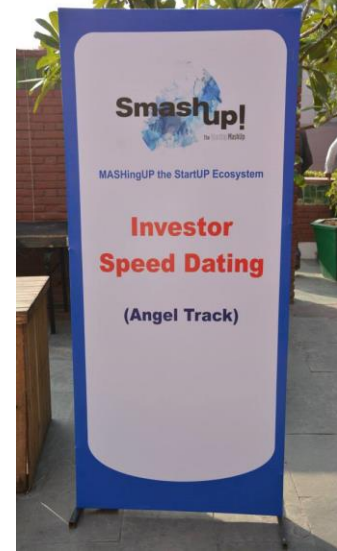 Smashup!
MASHingUP the StartUP Ecosystem
Investor
Speed Dating
(Angel Track)